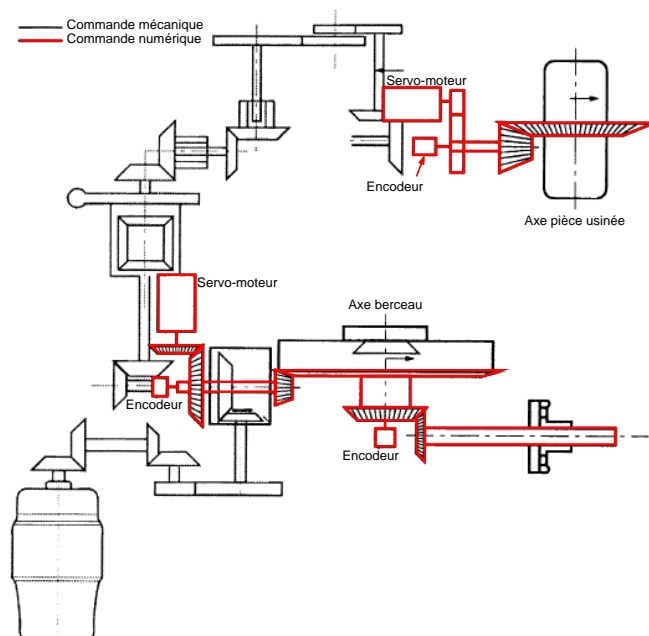 Commande mécanique
Commande numérique
Servo-moteur
Encodeur
Axe pièce usinée
Servo-moteur
Axe berceau
Encodeur
Encodeur